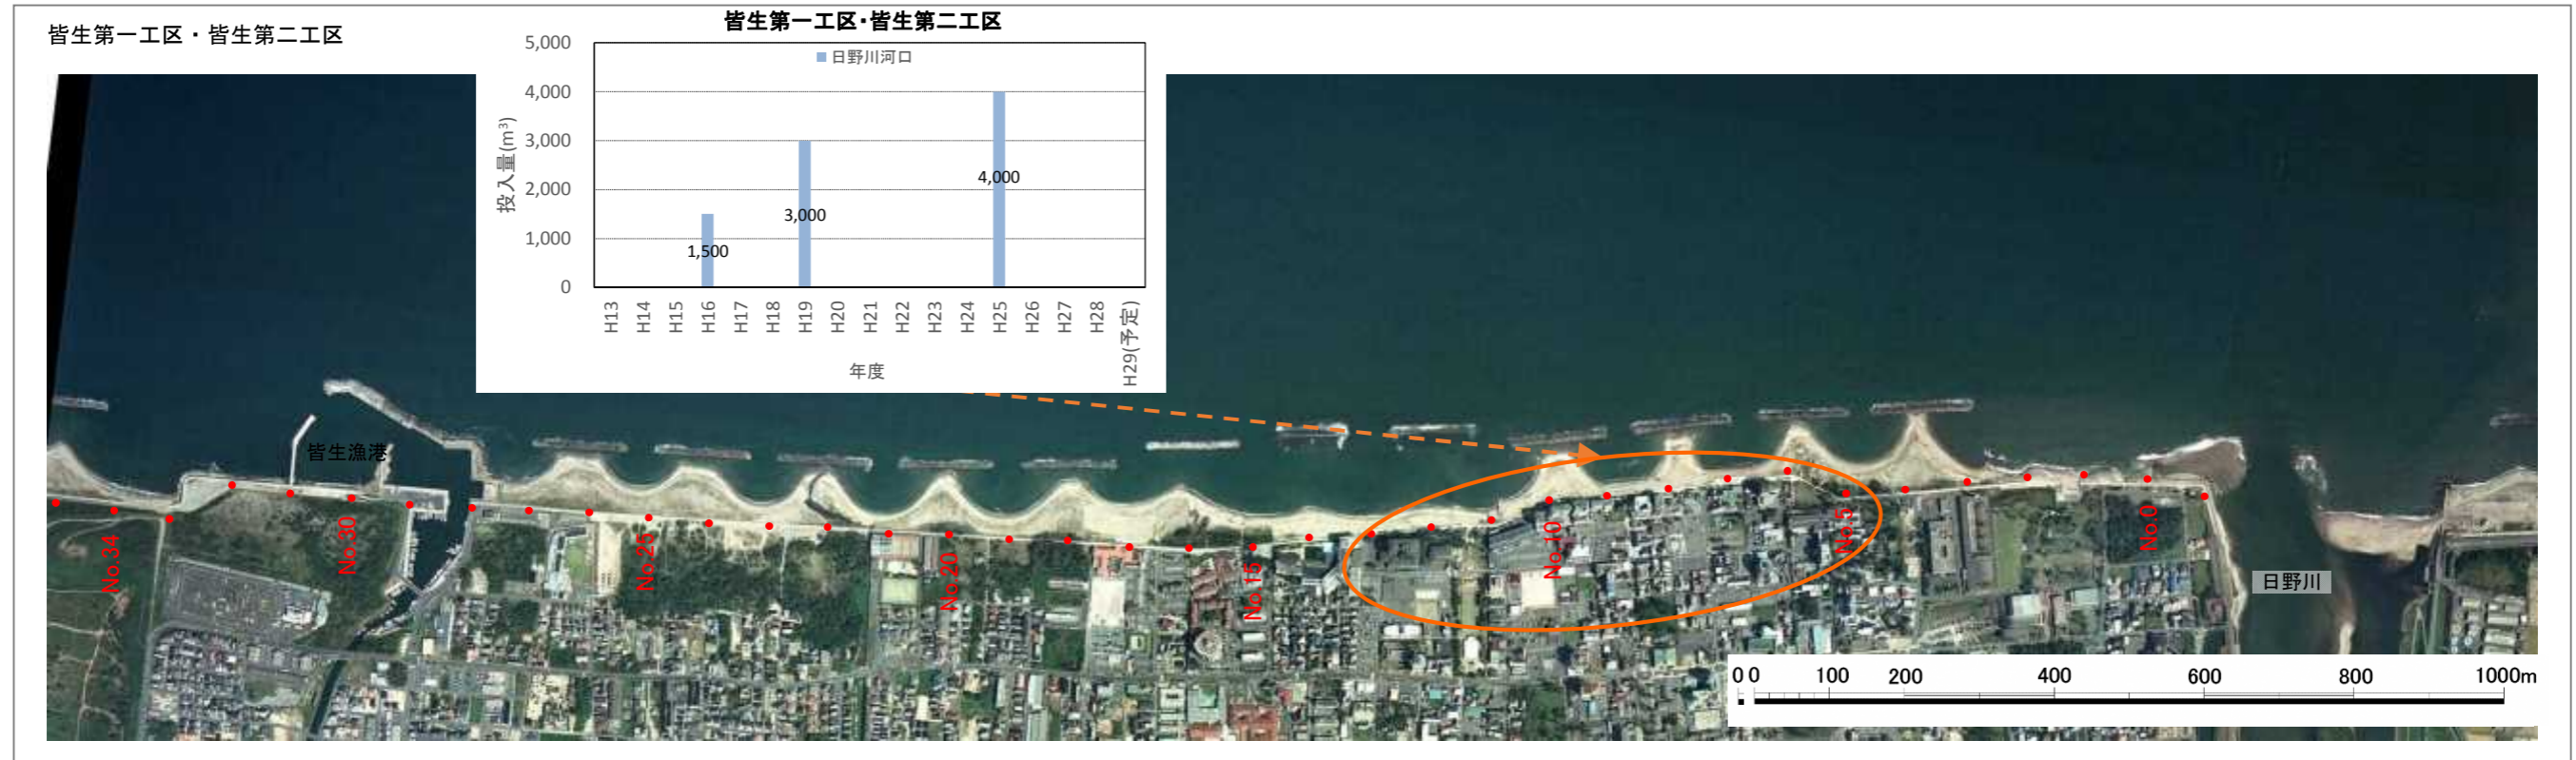 皆生第一工区・皆生第二工区
皆生第一工区・皆生第二工区
日野川河口
投入量(m³)
5,000
4,000
3,000
2,000
1,000
0
1,500
3,000
4,000
H13
H14
H15
H16
H17
H18
H19
H20
H21
H22
H23
H24
H25
H26
H27
H28
H29(予定)
年度
皆生漁港
No.34
No.30
No.25
No.20
No.15
No.10
No.5
No.0
日野川
0 0 100 200 400 600 800 1000m